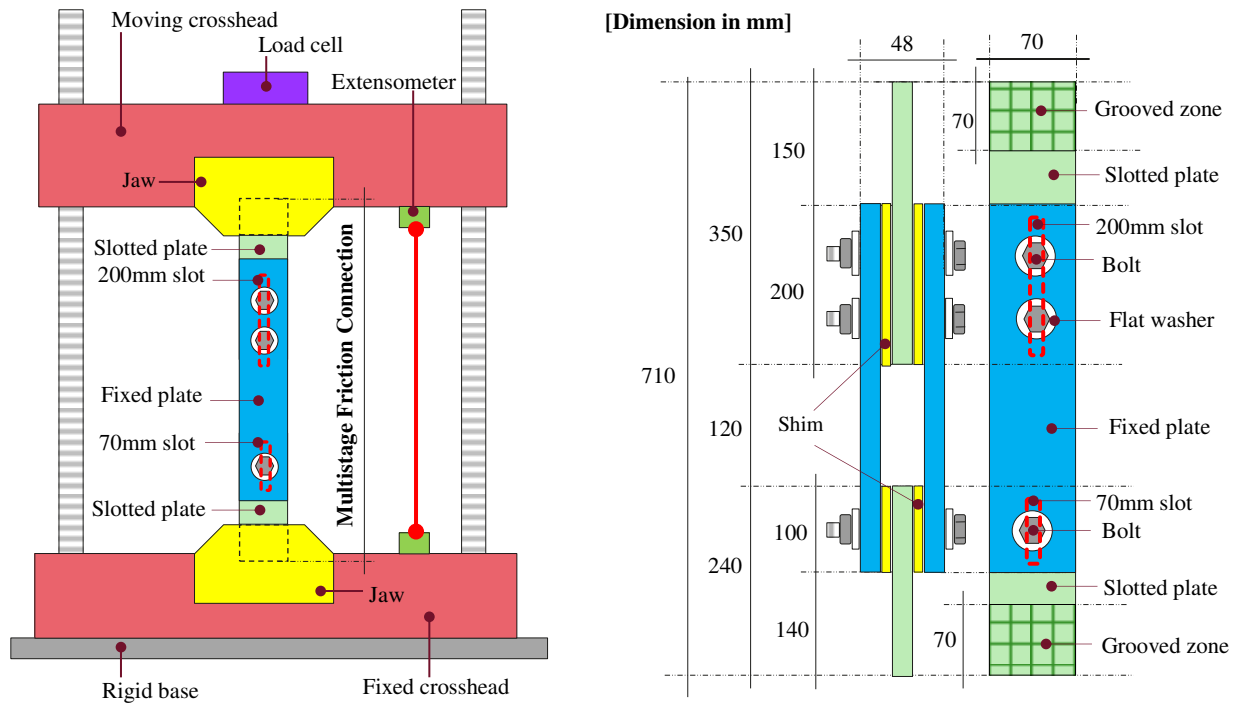 Moving crosshead
Load cell
Extensometer
Jaw
Slotted plate
200mm slot
Fixed plate
70mm slot
Slotted plate
Multistage Friction Connection
Jaw
Rigid base
Fixed crosshead
[Dimension in mm]
48
70
70
150
350
200
710
120
100
240
140
70
Shim
Grooved zone
Slotted plate
200mm slot
Bolt
Flat washer
Fixed plate
70mm slot
Bolt
Slotted plate
Grooved zone